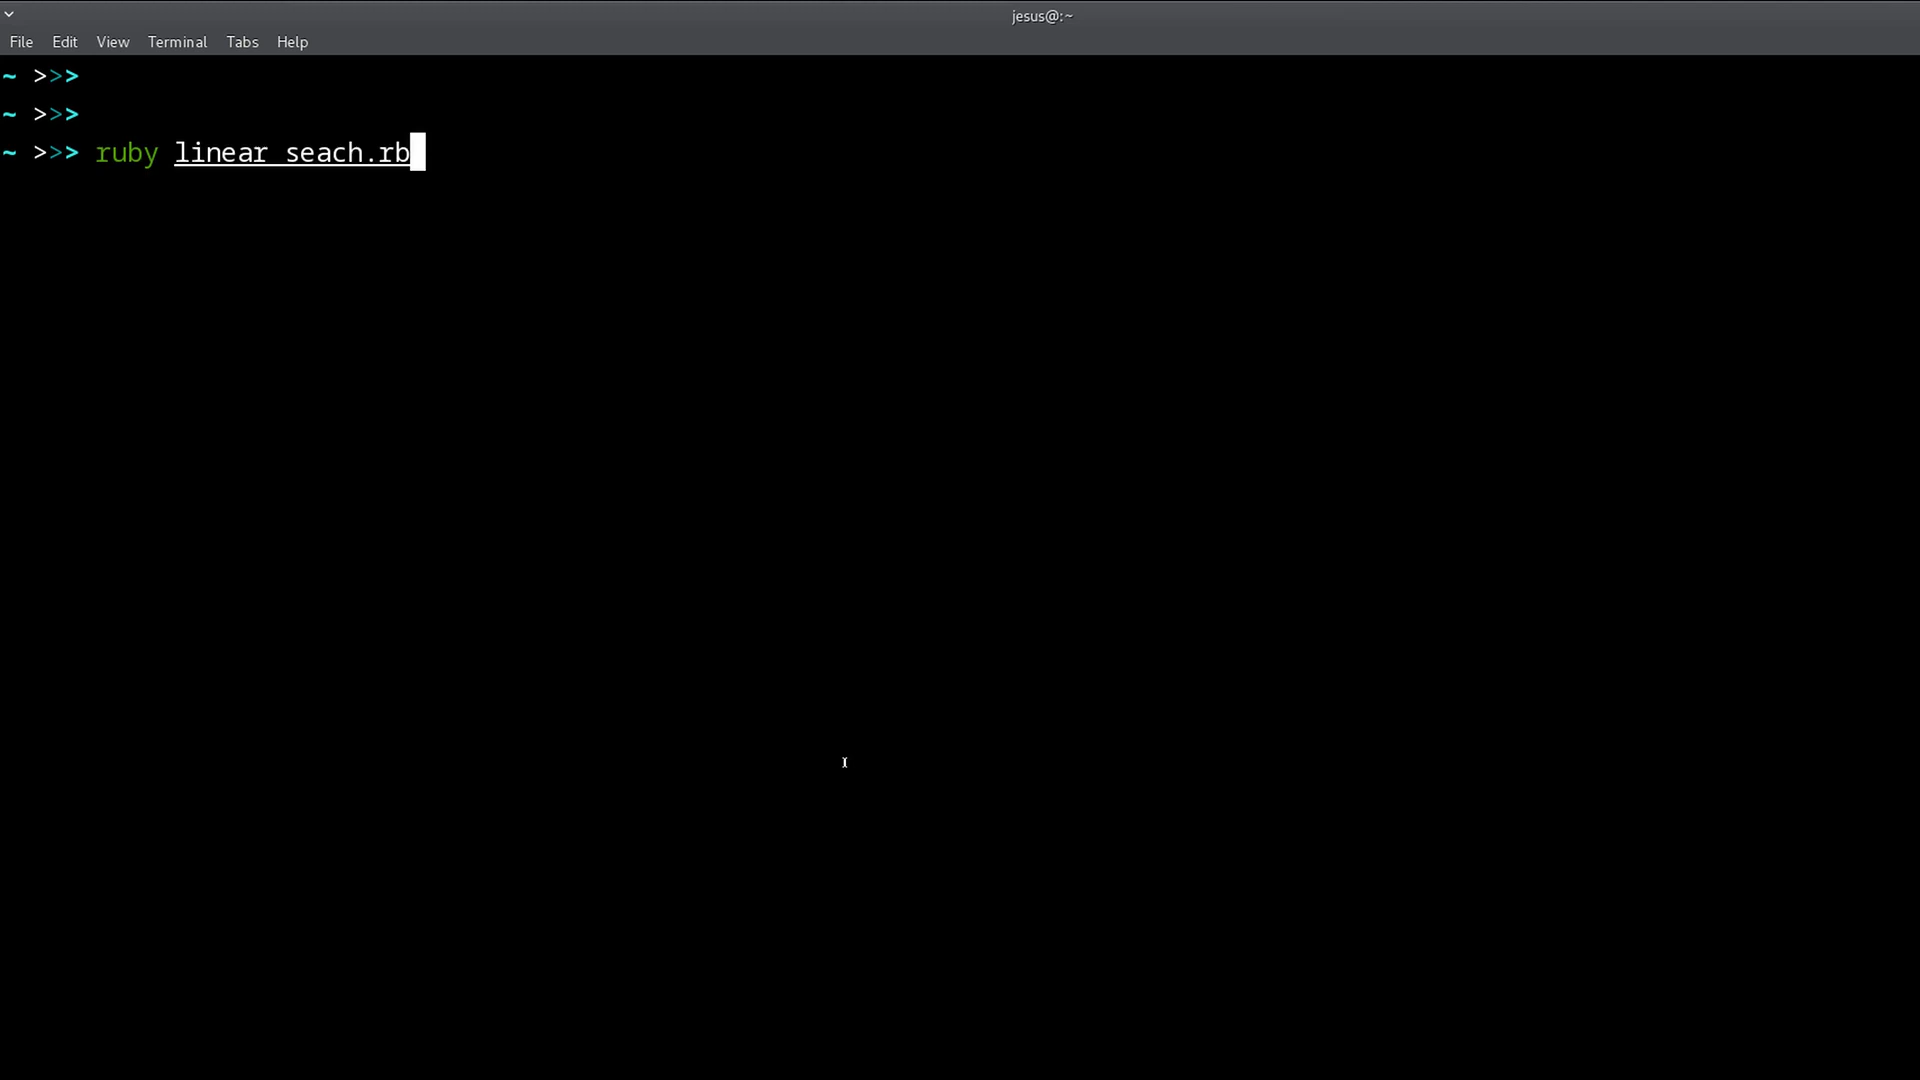 jesus@:~
File Edit View Terminal Tabs Help
~ >>>
~ >>>
~ >>> ruby linear_seach.rb